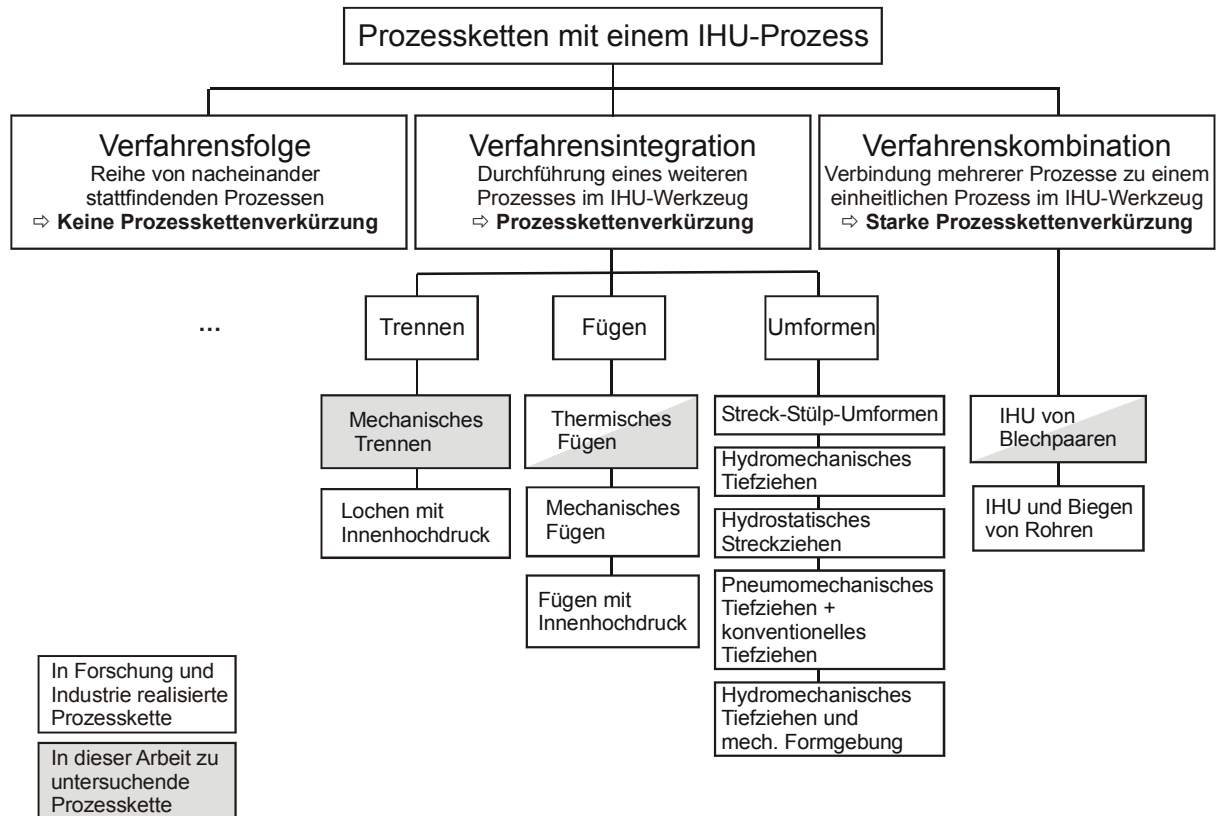 Prozessketten mit einem IHU-Prozess
Verfahrensfolge
Reihe von nacheinander
stattfindenden Prozessen
⇨ Keine Prozesskettenverkürzung
Verfahrensintegration
Durchführung eines weiteren
Prozesses im IHU-Werkzeug
⇨ Prozesskettenverkürzung
Verfahrenskombination
Verbindung mehrerer Prozesse zu einem
einheitlichen Prozess im IHU-Werkzeug
⇨ Starke Prozesskettenverkürzung
...
Trennen
Mechanisches
Trennen
Lochen mit
Innenhochdruck
Fügen
Thermisches
Fügen
Mechanisches
Fügen
Fügen mit
Innenhochdruck
Umformen
Streck-Stülp-Umformen
Hydromechanisches
Tiefziehen
Hydrostatisches
Streckziehen
Pneumomechanisches
Tiefziehen +
konventionelles
Tiefziehen
Hydromechanisches
Tiefziehen und
mech. Formgebung
IHU von
Blechpaaren
IHU und Biegen
von Rohren
In Forschung und
Industrie realisierte
Prozesskette
In dieser Arbeit zu
untersuchende
Prozesskette